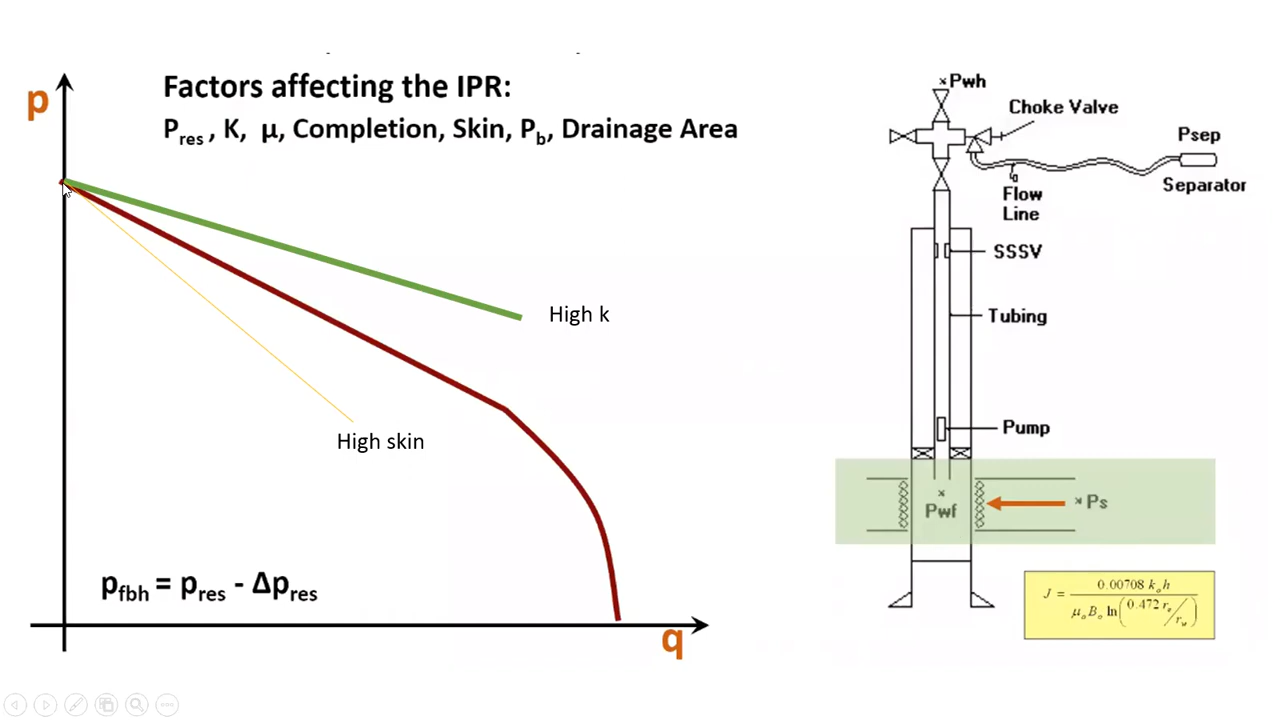 Factors affecting the IPR:
Pres , K, μ, Completion, Skin, Pb, Drainage Area
p
High k
High skin
pfbh = pres - Δpres
q
Pwh
Choke Valve
Psep
Separator
Flow
Line
SSSV
Tubing
Pump
Pwf
Ps
J = 0.00708 koh / μoBo ln(0.472 re/rw)